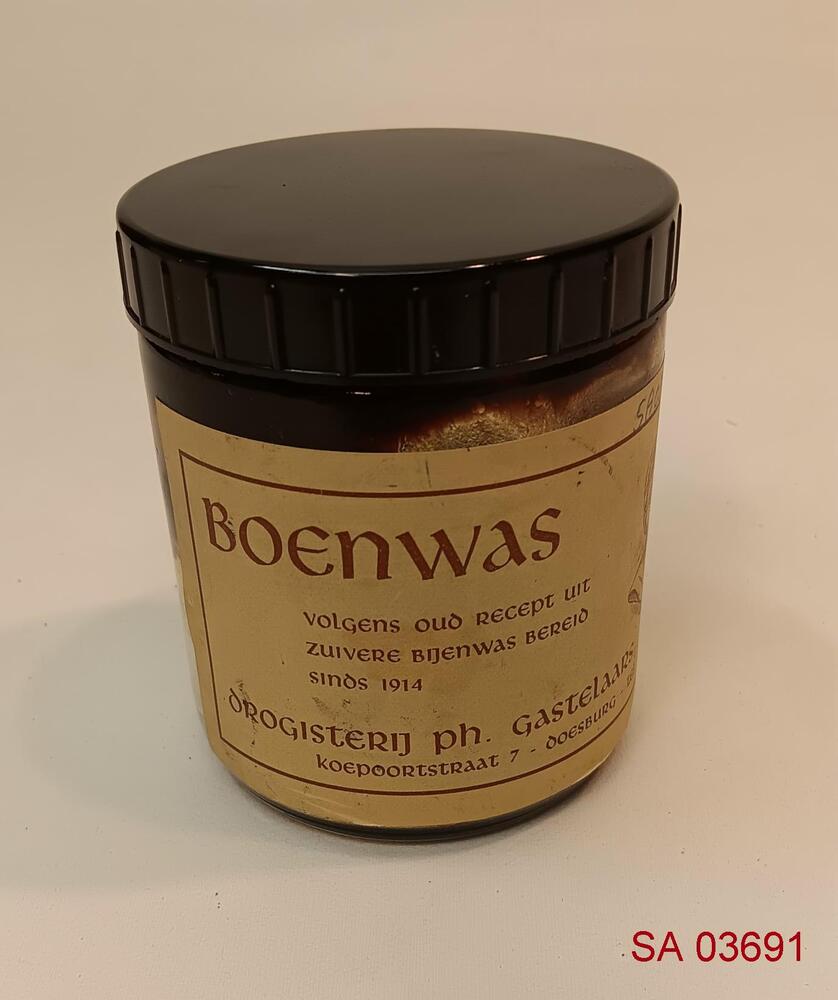 BOENWAS
VOLGENS OUD RECEPT UIT
ZUIVERE BIJENWAS BEREID
SINDS 1914
DROGISTERIJ PH. GASTELAARS
KOEPOORTSTRAAT 7 - DOESBURG -
SA 03691